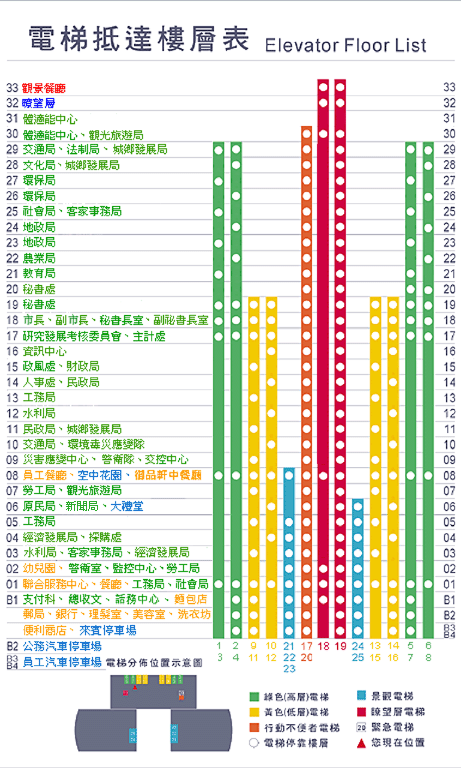 電梯抵達樓層表 Elevator Floor List
33 觀景餐廳 33
32 瞭望層 32
31 體適能中心 31
30 體適能中心、觀光旅遊局 30
29 交通局、法制局、城鄉發展局 29
28 文化局、城鄉發展局 28
27 環保局 27
26 環保局 26
25 社會局、客家事務局 25
24 地政局 24
23 地政局 23
22 農業局 22
21 教育局 21
20 秘書處 20
19 秘書處 19
18 市長、副市長、秘書長室、副秘書長室 18
17 研究發展考核委員會、主計處 17
16 資訊中心 16
15 政風處、財政局 15
14 人事處、民政局 14
13 工務局 13
12 水利局 12
11 民政局、城鄉發展局 11
10 交通局、環境毒災應變隊 10
09 災害應變中心、警衛隊、交控中心 09
08 員工餐廳、空中花園、御品軒中餐廳 08
07 勞工局、觀光旅遊局 07
06 原民局、新聞局、大禮堂 06
05 工務局 05
04 經濟發展局、採購處 04
03 水利局、客家事務局、經濟發展局 03
02 幼兒園、警衛室、監控中心、勞工局 02
01 聯合服務中心、餐廳、工務局、社會局 01
B1 支付科、總收文、話務中心、麵包店 B1
郵局、銀行、理髮室、美容室、洗衣坊
便利商店、來賓停車場 B3
B4
B2 公務汽車停車場 1 2 9 10 21 17 18 19 24 13 14 5 6 B2
B3 員工汽車停車場 電梯分佈位置示意圖 3 4 11 12 22 20 25 15 16 7 8
B4 23
綠色(高層)電梯 景觀電梯
黃色(低層)電梯 瞭望層電梯
行動不便者電梯 20 緊急電梯
電梯停靠樓層 您現在位置